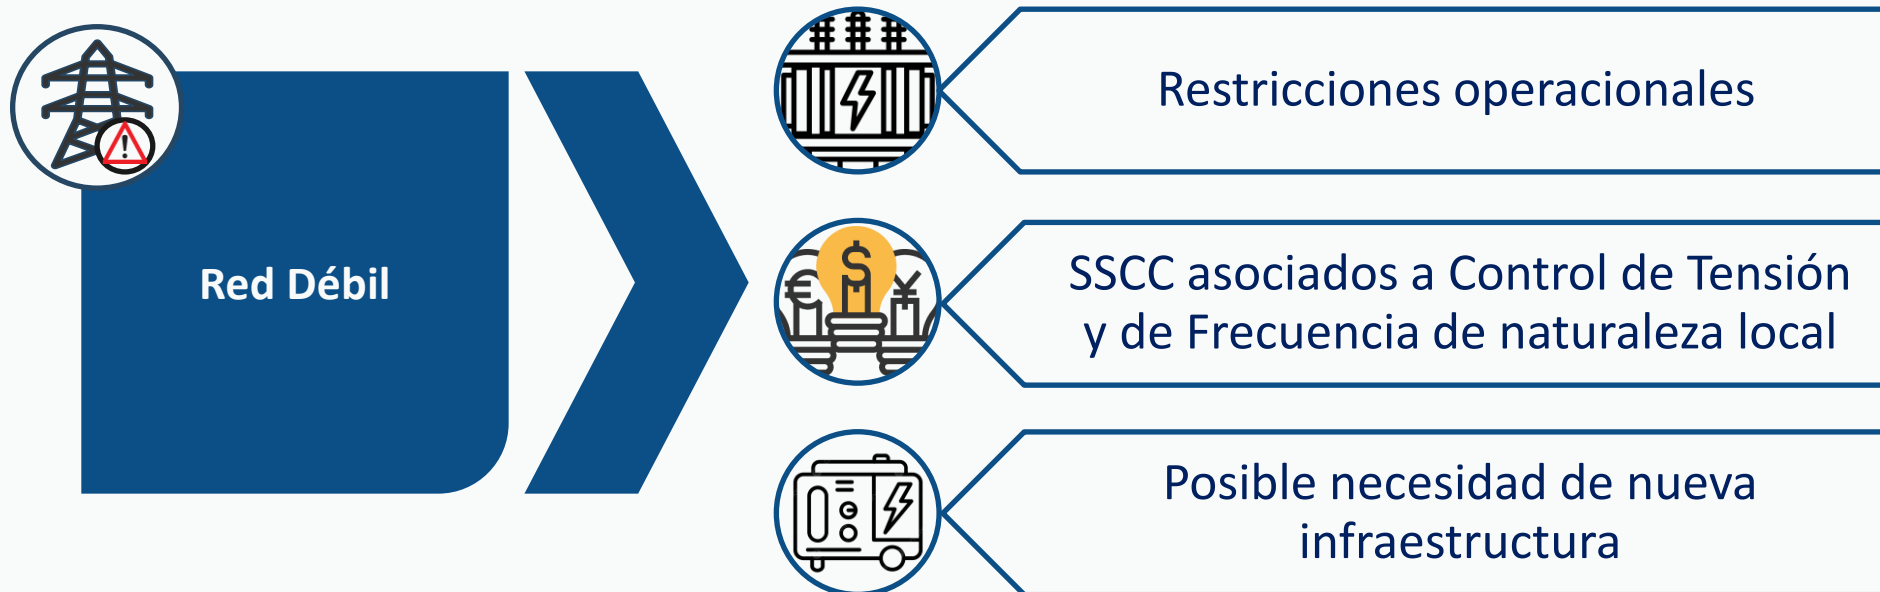 Red Débil
Restricciones operacionales
SSCC asociados a Control de Tensión
y de Frecuencia de naturaleza local
Posible necesidad de nueva
infraestructura